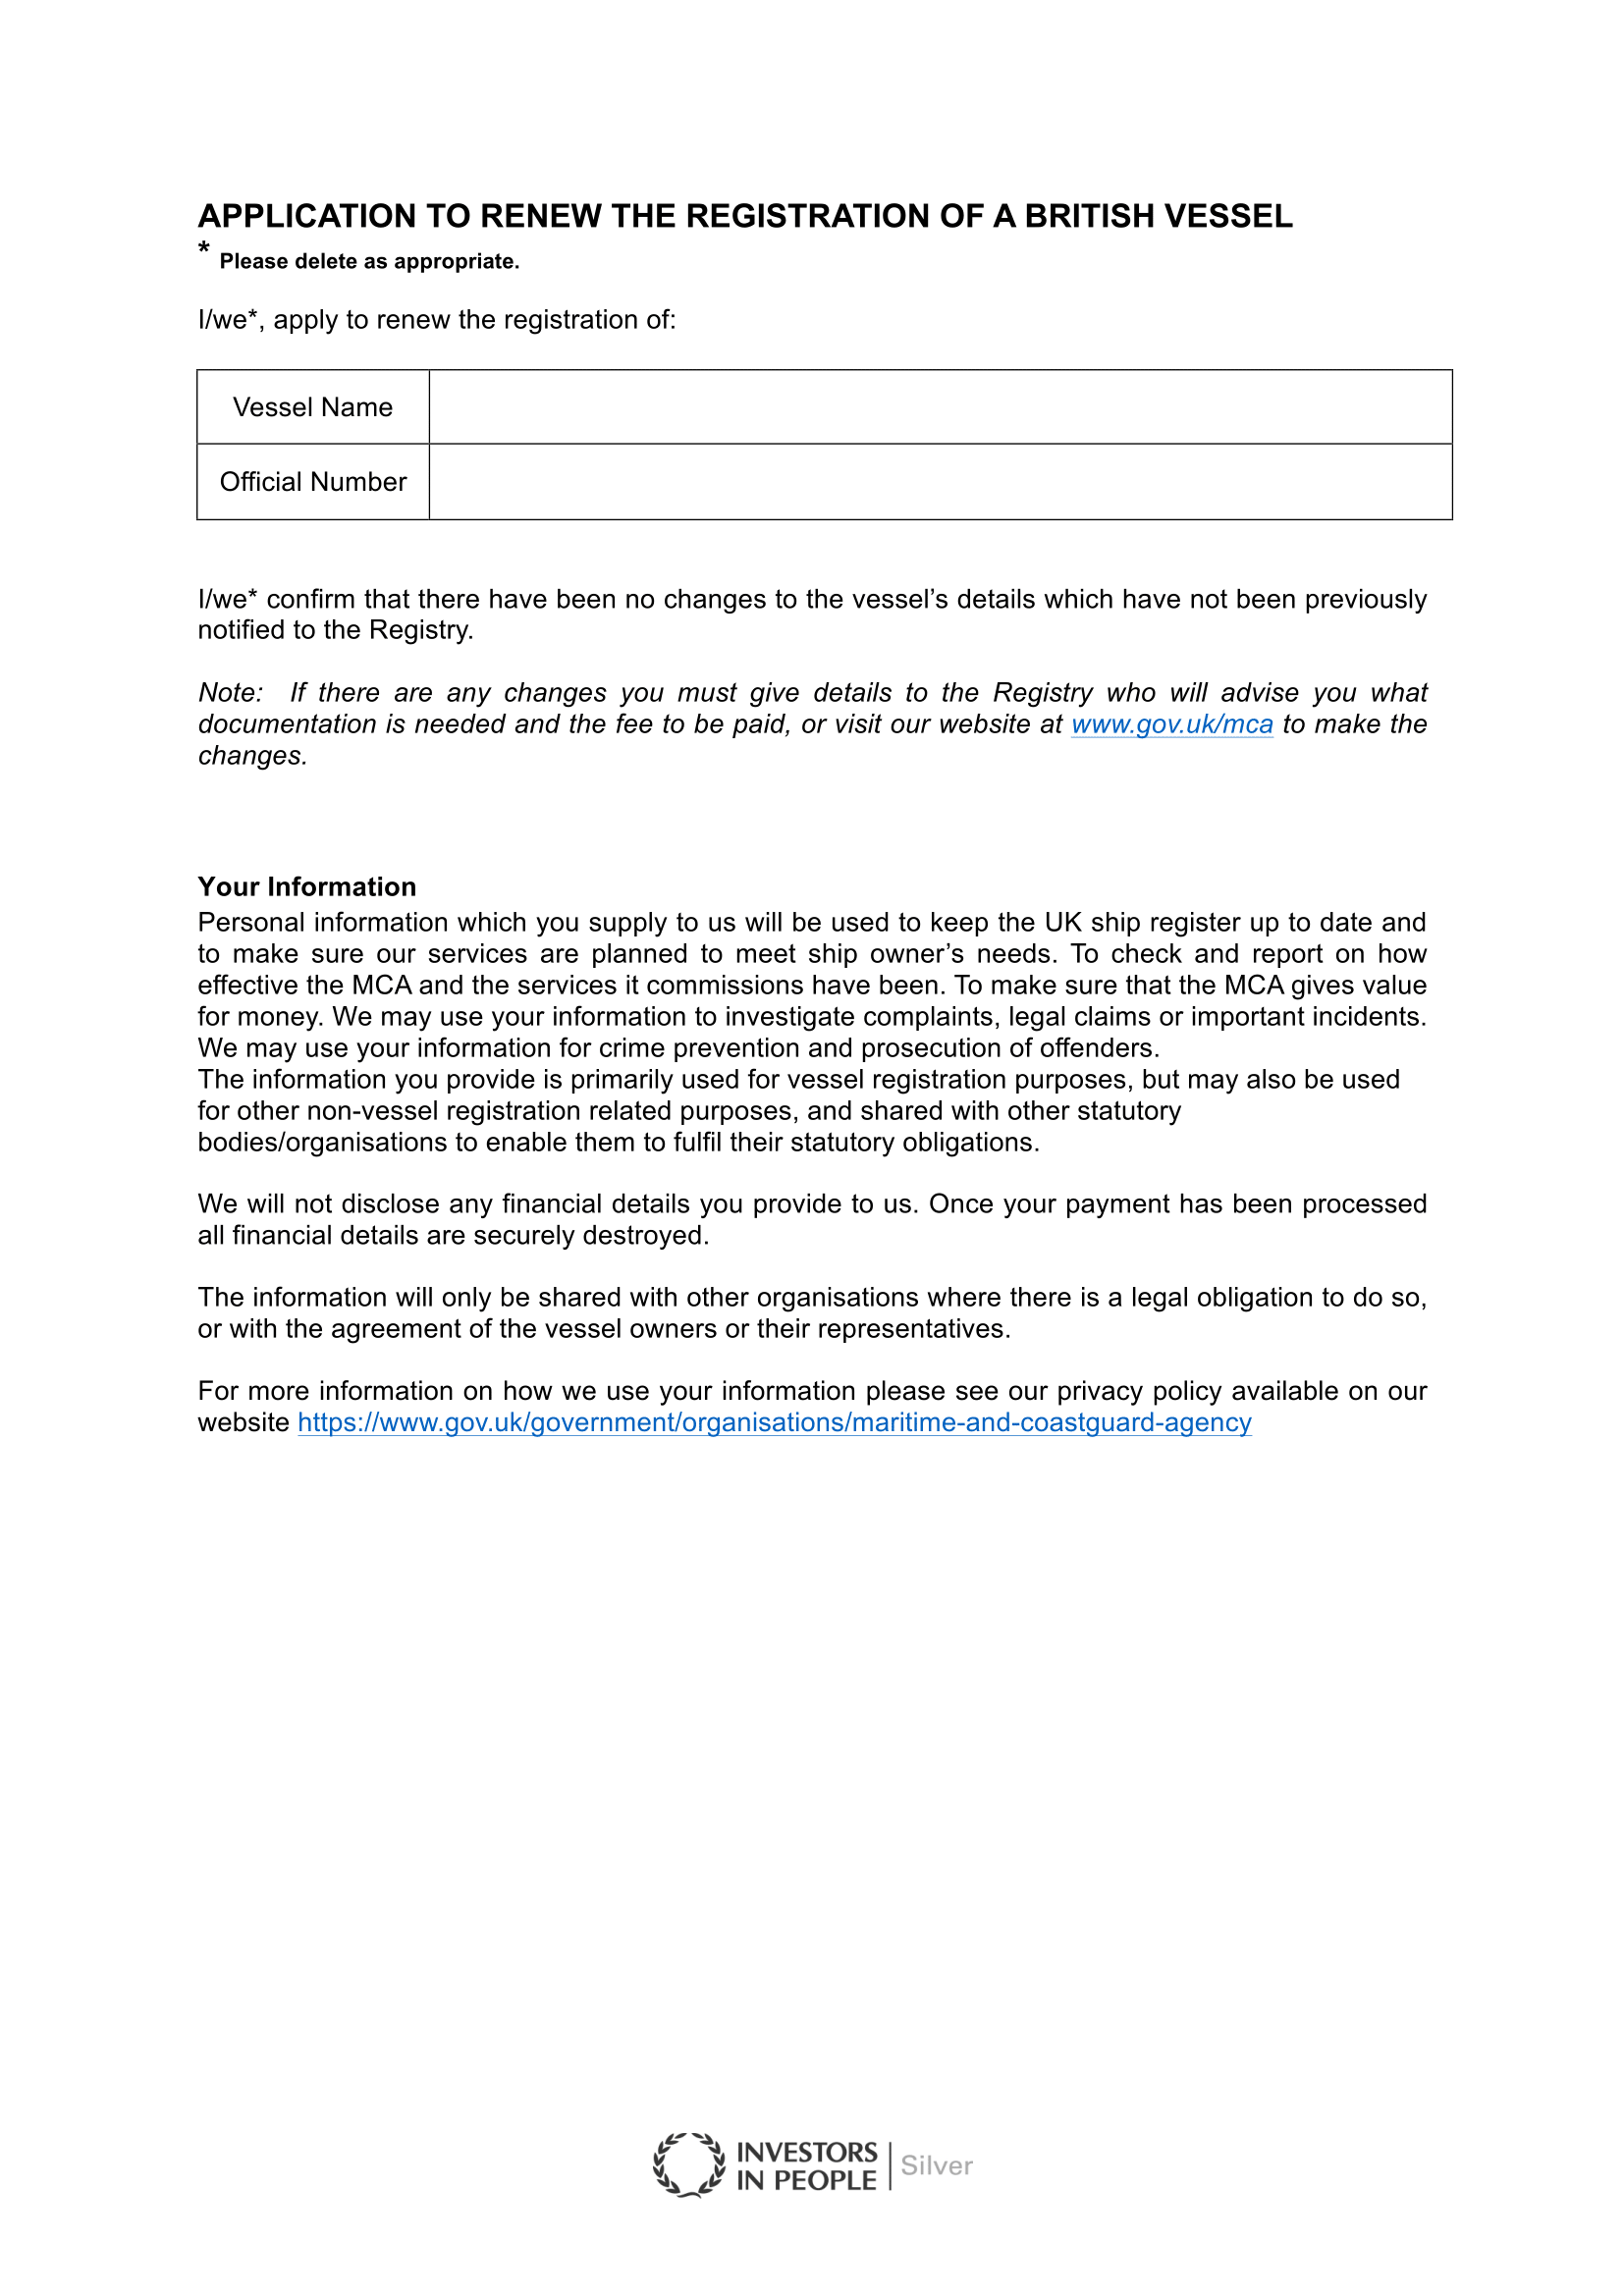 APPLICATION TO RENEW THE REGISTRATION OF A BRITISH VESSEL
* Please delete as appropriate.
I/we*, apply to renew the registration of:
Vessel Name
Official Number
I/we* confirm that there have been no changes to the vessel’s details which have not been previously
notified to the Registry.
Note: If there are any changes you must give details to the Registry who will advise you what
documentation is needed and the fee to be paid, or visit our website at www.gov.uk/mca to make the
changes.
Your Information
Personal information which you supply to us will be used to keep the UK ship register up to date and
to make sure our services are planned to meet ship owner’s needs. To check and report on how
effective the MCA and the services it commissions have been. To make sure that the MCA gives value
for money. We may use your information to investigate complaints, legal claims or important incidents.
We may use your information for crime prevention and prosecution of offenders.
The information you provide is primarily used for vessel registration purposes, but may also be used
for other non-vessel registration related purposes, and shared with other statutory
bodies/organisations to enable them to fulfil their statutory obligations.
We will not disclose any financial details you provide to us. Once your payment has been processed
all financial details are securely destroyed.
The information will only be shared with other organisations where there is a legal obligation to do so,
or with the agreement of the vessel owners or their representatives.
For more information on how we use your information please see our privacy policy available on our
website https://www.gov.uk/government/organisations/maritime-and-coastguard-agency
INVESTORS
IN PEOPLE
Silver